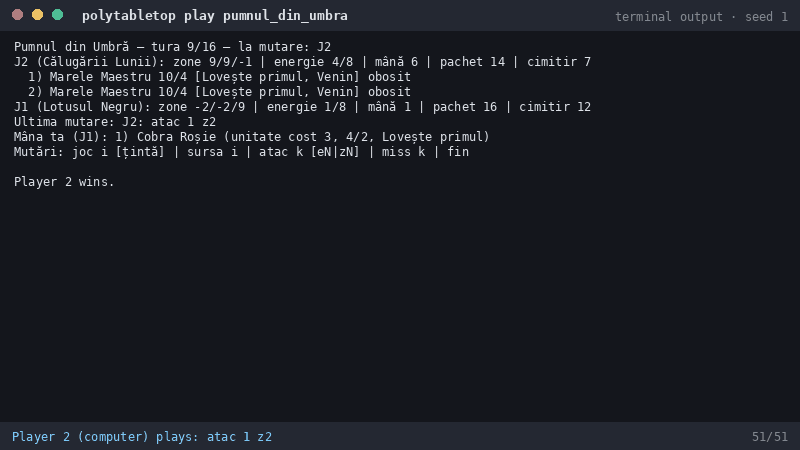 polytabletop play pumnul_din_umbra
terminal output · seed 1
Pumnul din Umbră — tura 9/16 — la mutare: J2
J2 (Călugării Lunii): zone 9/9/-1 | energie 4/8 | mână 6 | pachet 14 | cimitir 7
1) Marele Maestru 10/4 [Lovește primul, Venin] obosit
2) Marele Maestru 10/4 [Lovește primul, Venin] obosit
J1 (Lotusul Negru): zone -2/-2/9 | energie 1/8 | mână 1 | pachet 16 | cimitir 12
Ultima mutare: J2: atac 1 z2
Mâna ta (J1): 1) Cobra Roșie (unitate cost 3, 4/2, Lovește primul)
Mutări: joc i [țintă] | sursa i | atac k [eN|zN] | miss k | fin
Player 2 wins.
Player 2 (computer) plays: atac 1 z2
51/51